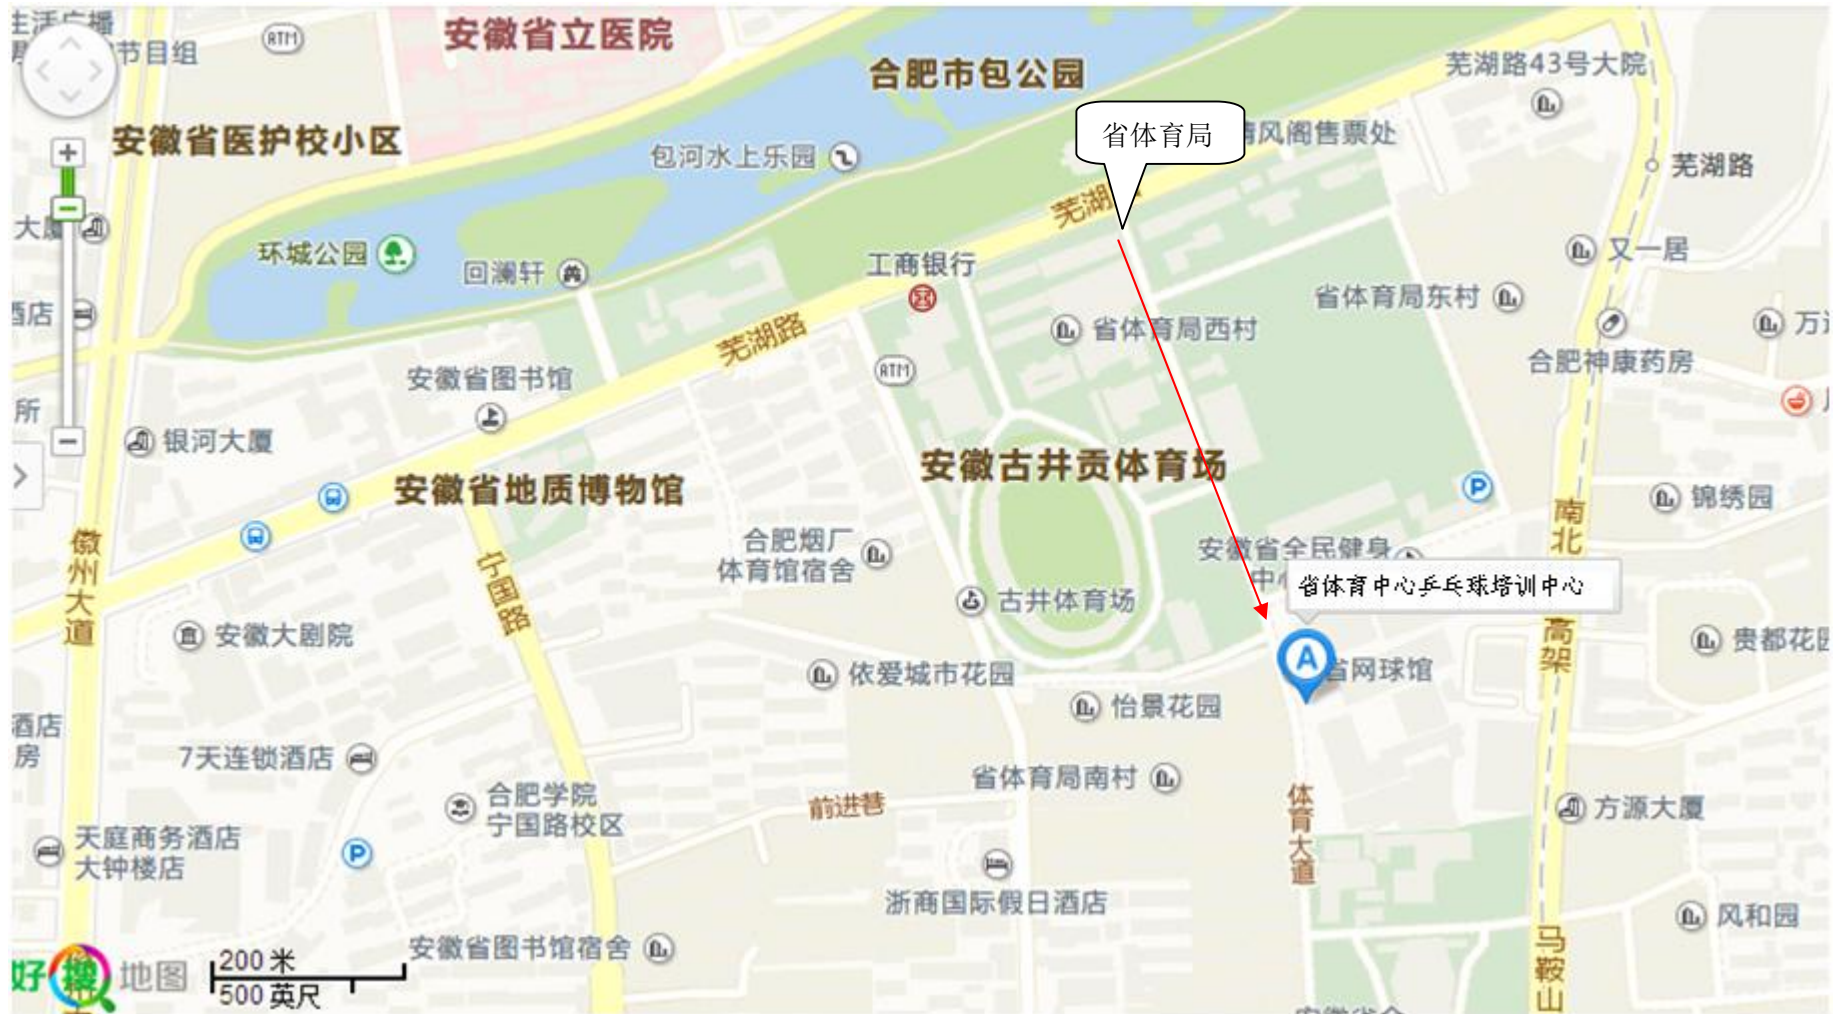 生活广播
节目组
ATM
安徽省立医院
合肥市包公园
芜湖路43号大院
安徽省医护校小区
包河水上乐园
省体育局
风阁售票处
芜湖路
芜湖
大厦
环城公园
回澜轩
工商银行
又一居
省体育局东村
酒店
省体育局西村
万
芜湖路
合肥神康药房
安徽省图书馆
ATM
所
银河大厦
安徽古井贡体育场
安徽省地质博物馆
P
锦绣园
徽州大道
宁国路
合肥烟厂
体育馆宿舍
安徽省全民健身
中心
南北高架
省体育中心乒乓球培训中心
古井体育场
安徽大剧院
贵都花园
依爱城市花园
A
省网球馆
怡景花园
酒店
房
7天连锁酒店
省体育局南村
合肥学院
宁国路校区
前进巷
体育大道
方源大厦
天庭商务酒店
大钟楼店
P
浙商国际假日酒店
风和园
安徽省图书馆宿舍
马鞍山
好搜地图
200 米
500 英尺